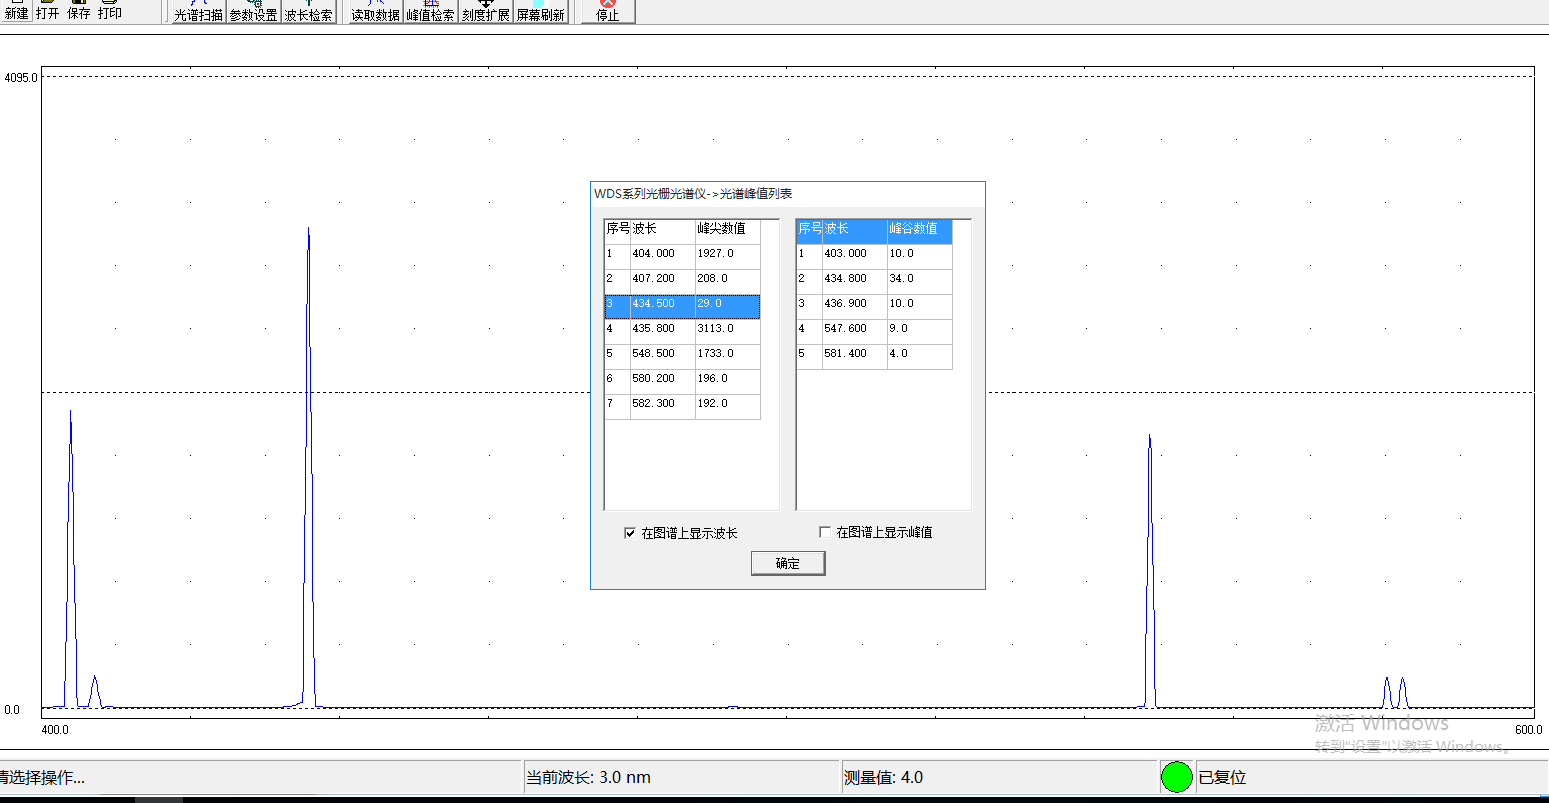 新建 打开 保存 打印 光谱扫描 参数设置 波长检索 读取数据 峰值检索 刻度扩展 屏幕刷新 停止
4095.0
WDS系列光栅光谱仪->光谱峰值列表
序号 波长 峰尖数值 序号 波长 峰谷数值
1 404.000 1927.0 1 403.000 10.0
2 407.200 208.0 2 434.800 34.0
3 434.500 29.0 3 436.900 10.0
4 435.800 3113.0 4 547.600 9.0
5 548.500 1733.0 5 581.400 4.0
6 580.200 196.0
7 582.300 192.0
在图谱上显示波长 在图谱上显示峰值
确定
0.0
400.0 600.0
激活 Windows
转到"设置"以激活 Windows。
请选择操作... 当前波长: 3.0 nm 测量值: 4.0 已复位